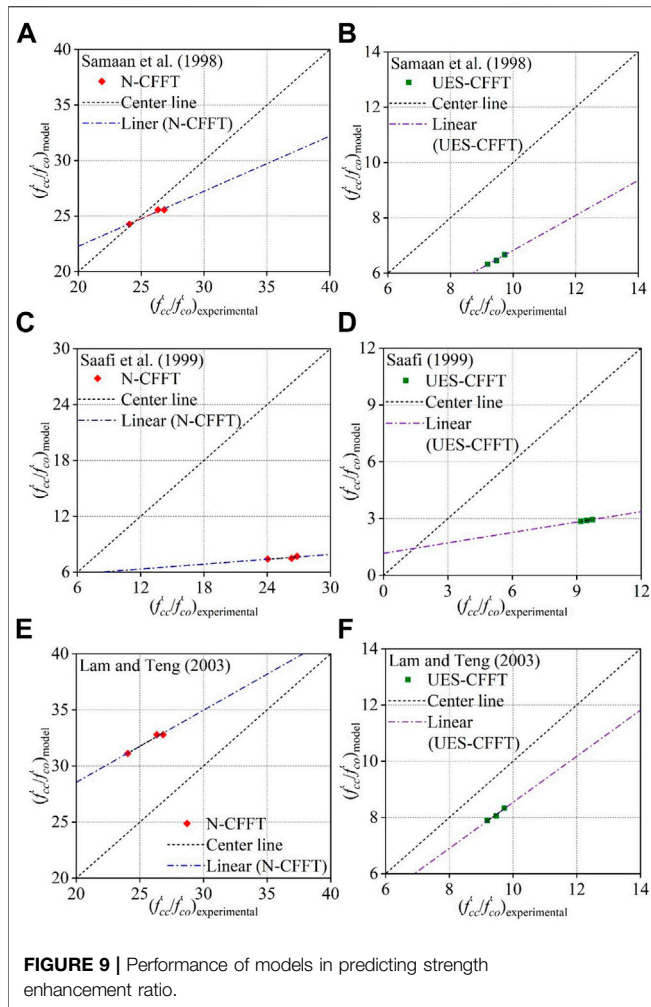 A
Samaan et al. (1998)
N-CFFT
Center line
Liner (N-CFFT)
(f'cc/f'co)model
40
35
30
25
20
20 25 30 35 40
(f'cc/f'co)experimental
B
Samaan et al. (1998)
UES-CFFT
Center line
Linear
(UES-CFFT)
(f'cc/f'co)model
14
12
10
8
6
6 8 10 12 14
(f'cc/f'co)experimental
C
Saafi et al. (1999)
N-CFFT
Center line
Linear (N-CFFT)
(f'cc/f'co)model
30
24
18
12
6
6 12 18 24 30
(f'cc/f'co)experimental
D
Saafi (1999)
UES-CFFT
Center line
Linear
(UES-CFFT)
(f'cc/f'co)model
12
9
6
3
0
0 3 6 9 12
(f'cc/f'co)experimental
E
Lam and Teng (2003)
N-CFFT
Center line
Linear (N-CFFT)
(f'cc/f'co)model
40
35
30
25
20
20 25 30 35 40
(f'cc/f'co)experimental
F
Lam and Teng (2003)
UES-CFFT
Center line
Linear
(UES-CFFT)
(f'cc/f'co)model
14
12
10
8
6
6 8 10 12 14
(f'cc/f'co)experimental
FIGURE 9 | Performance of models in predicting strength
enhancement ratio.